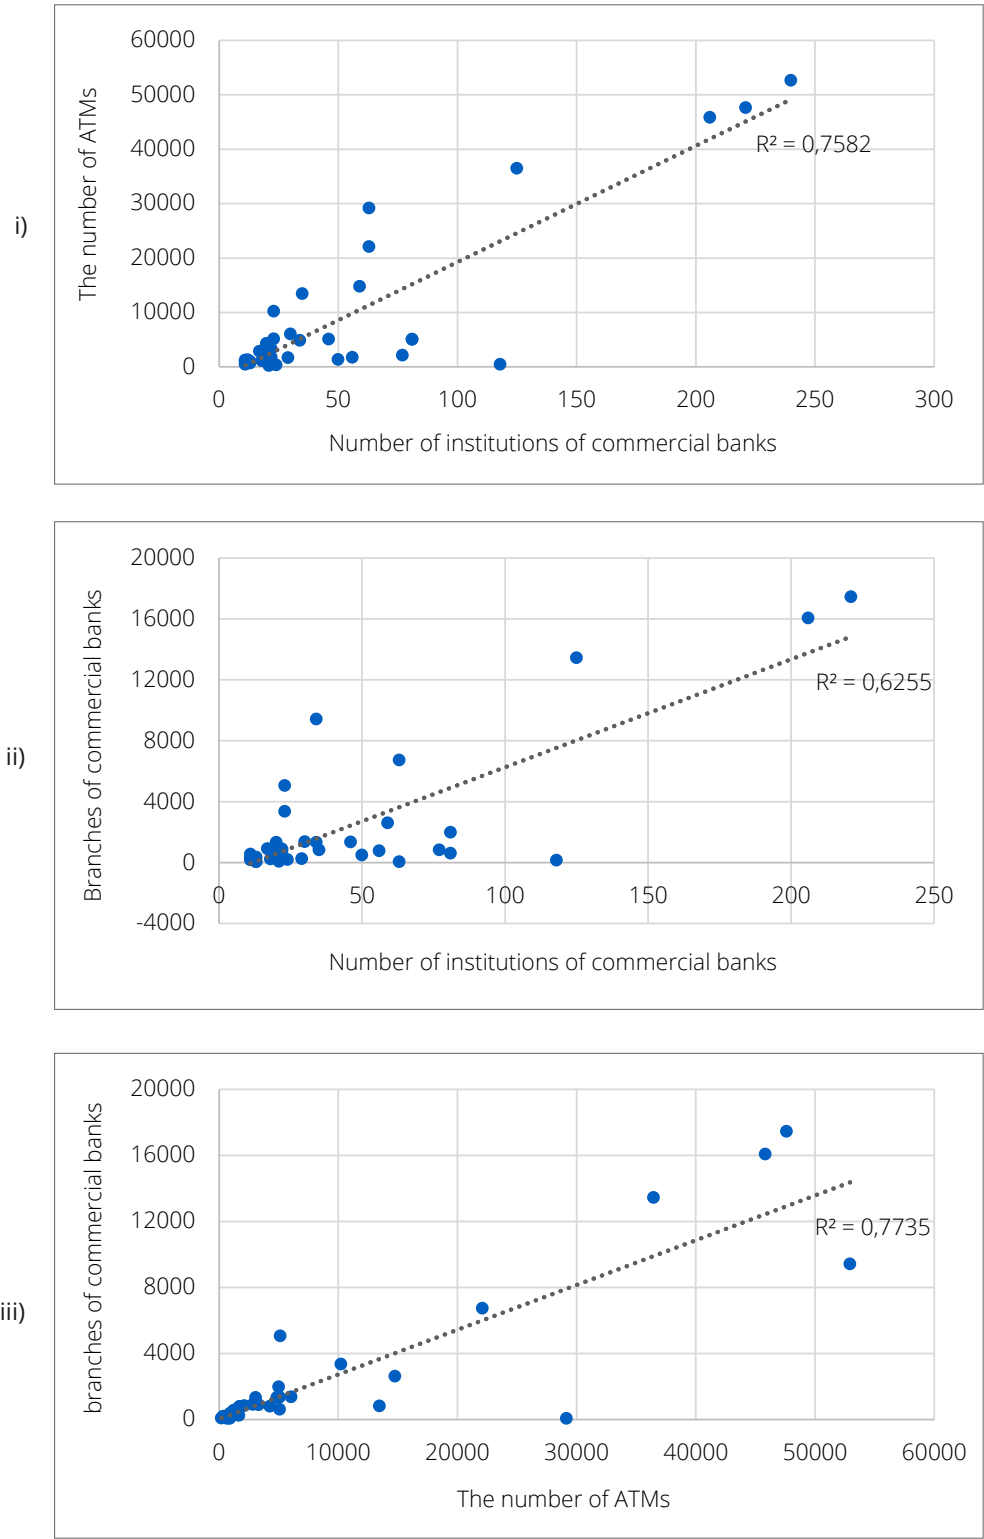 i)
The number of ATMs
60000
50000
40000
30000
20000
10000
0
R² = 0,7582
0 50 100 150 200 250 300
Number of institutions of commercial banks
ii)
Branches of commercial banks
20000
16000
12000
8000
4000
0
-4000
R² = 0,6255
0 50 100 150 200 250
Number of institutions of commercial banks
iii)
branches of commercial banks
20000
16000
12000
8000
4000
0
R² = 0,7735
0 10000 20000 30000 40000 50000 60000
The number of ATMs